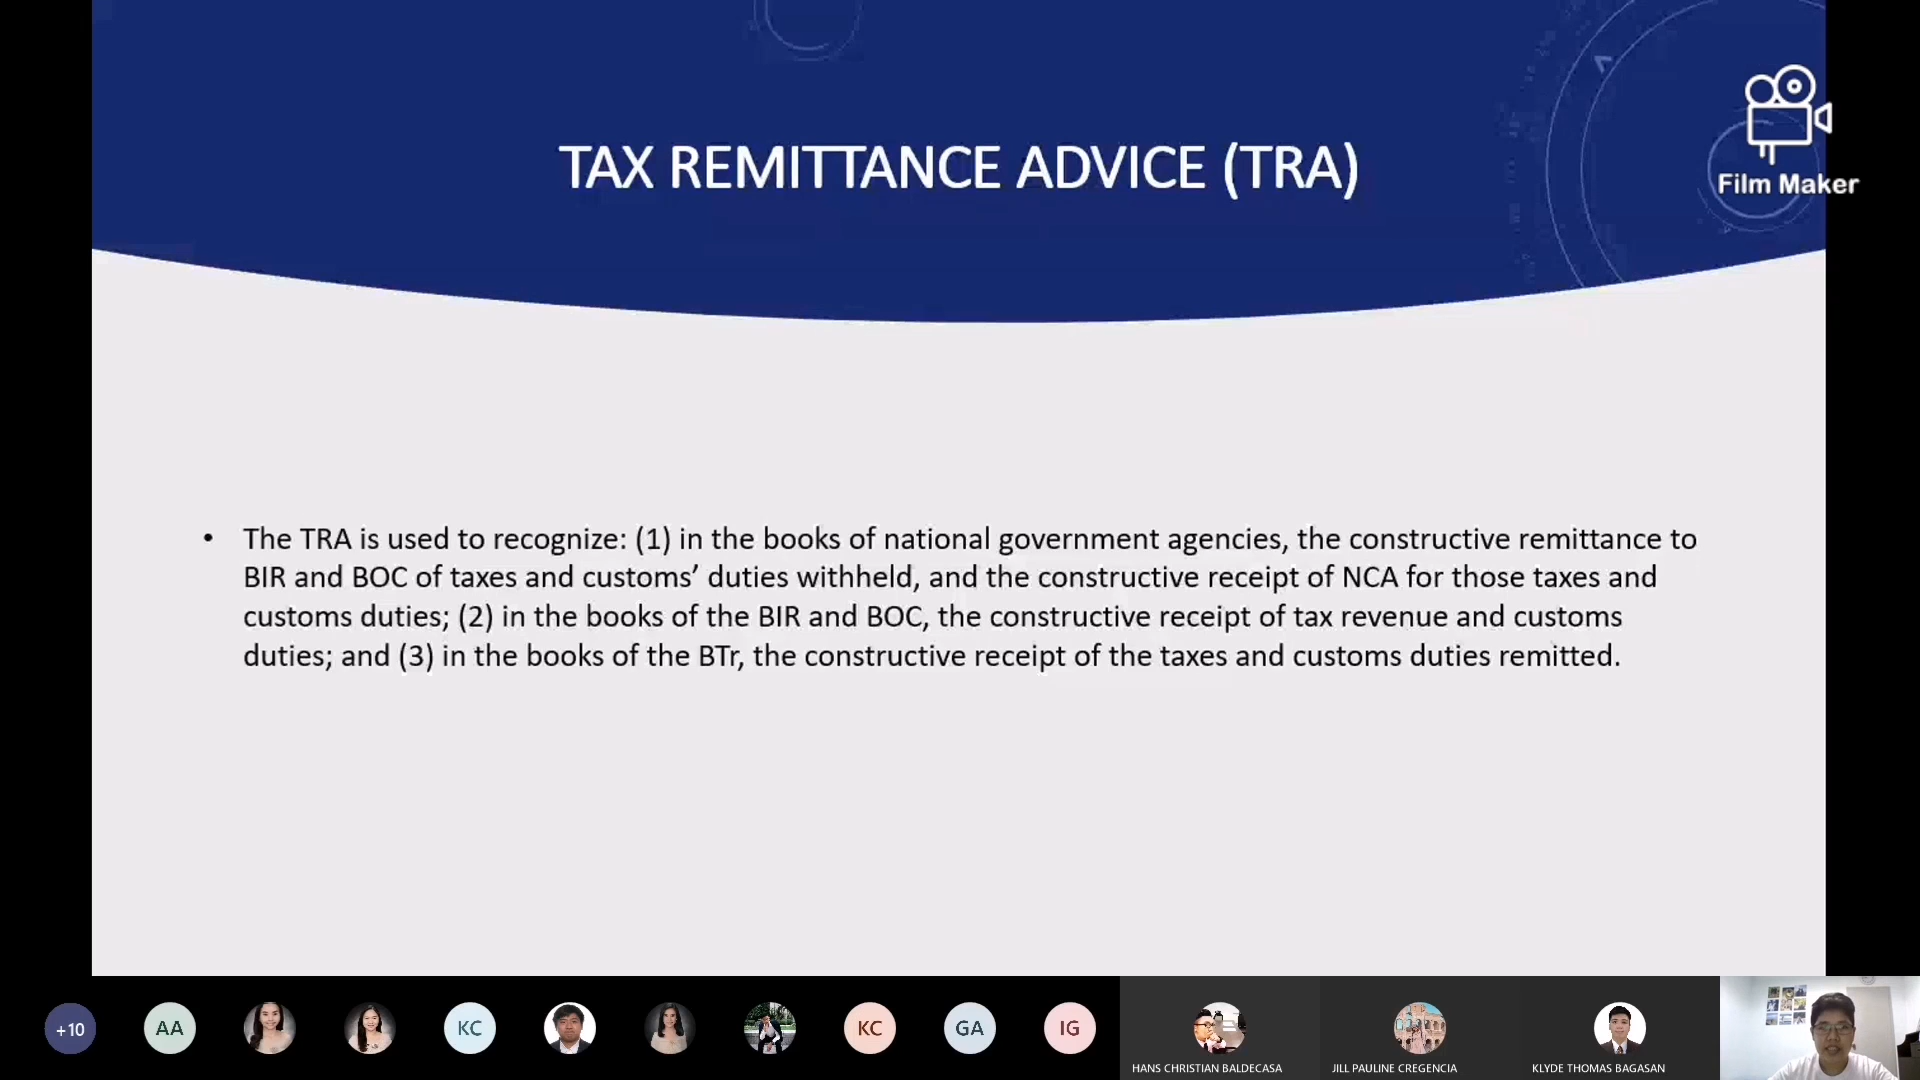 TAX REMITTANCE ADVICE (TRA)
Film Maker
• The TRA is used to recognize: (1) in the books of national government agencies, the constructive remittance to
BIR and BOC of taxes and customs’ duties withheld, and the constructive receipt of NCA for those taxes and
customs duties; (2) in the books of the BIR and BOC, the constructive receipt of tax revenue and customs
duties; and (3) in the books of the BTr, the constructive receipt of the taxes and customs duties remitted.
+10
AA
KC
KC
GA
IG
HANS CHRISTIAN BALDECASA
JILL PAULINE CREGENCIA
KLYDE THOMAS BAGASAN